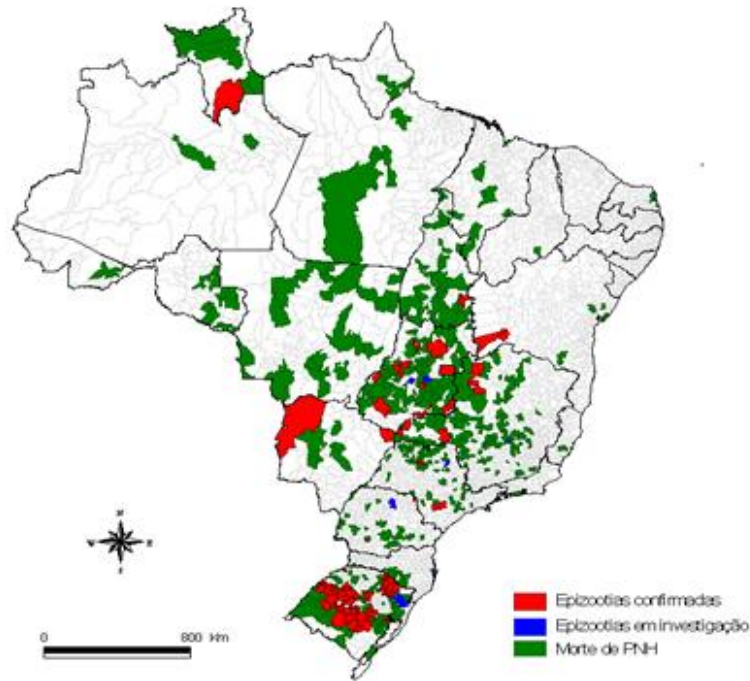 N
W E
S
0 800 Km
Epizootias confirmadas
Epizootias em investigação
Morte de PNH